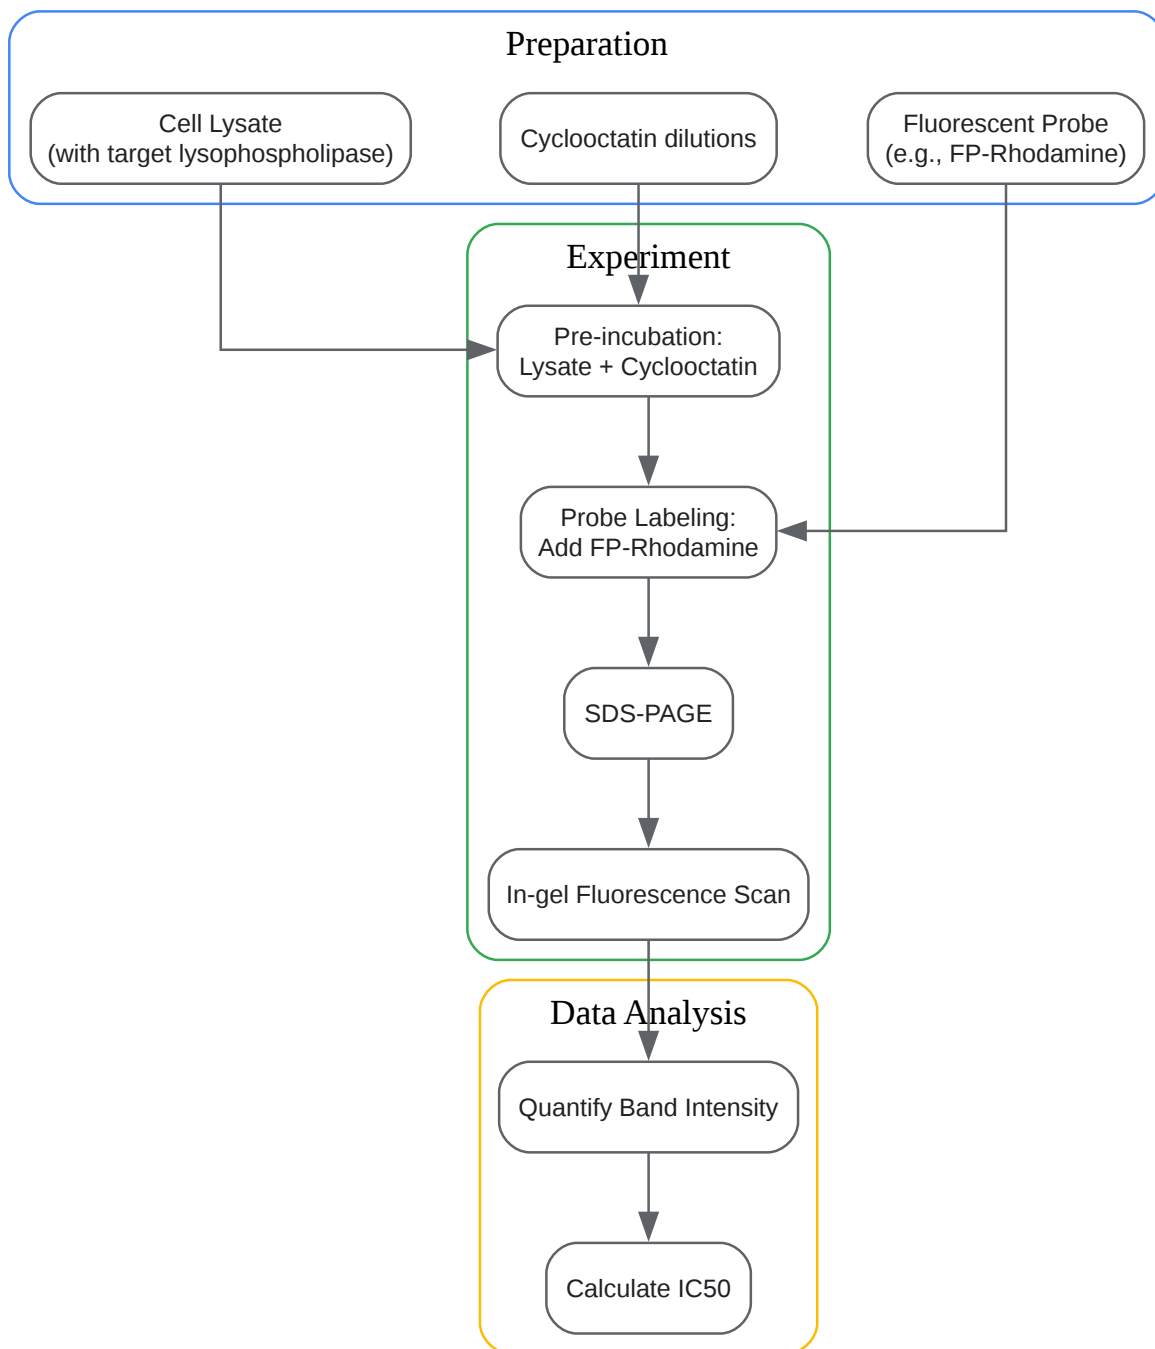 Preparation
Cell Lysate
(with target lysophospholipase)
Cyclooctatin dilutions
Fluorescent Probe
(e.g., FP-Rhodamine)
Experiment
Pre-incubation:
Lysate + Cyclooctatin
Probe Labeling:
Add FP-Rhodamine
SDS-PAGE
In-gel Fluorescence Scan
Data Analysis
Quantify Band Intensity
Calculate IC50